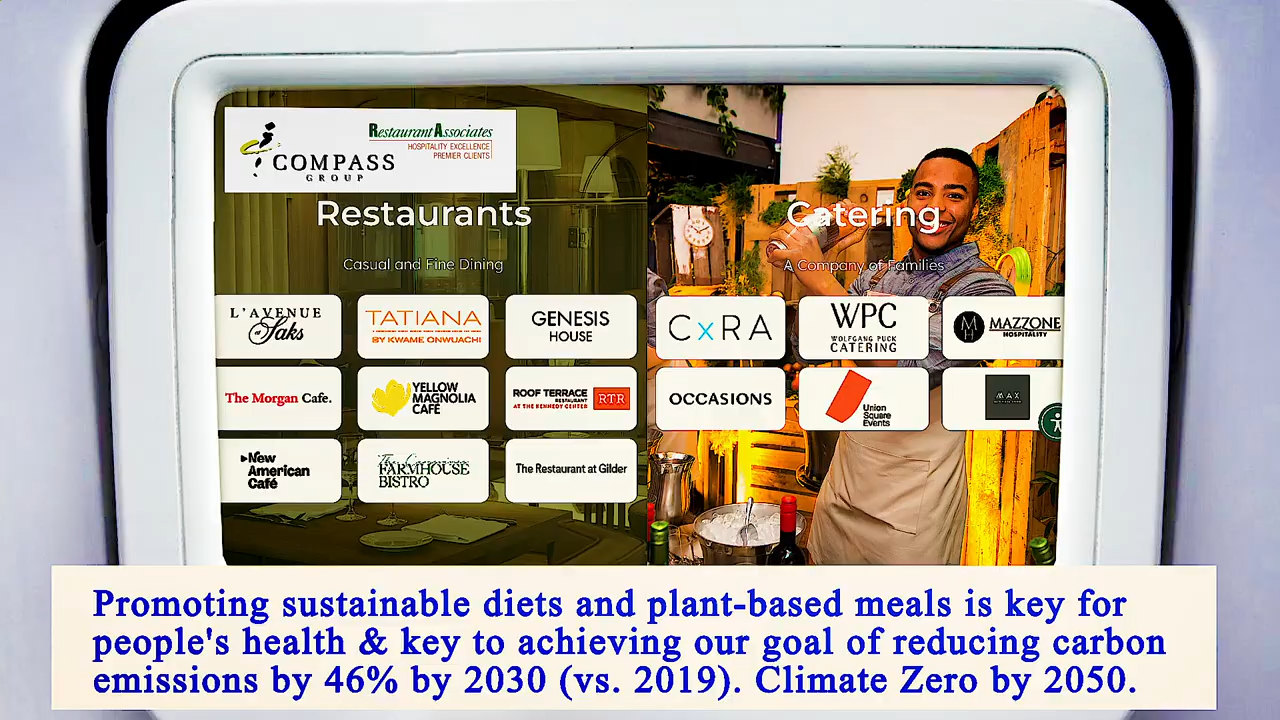 COMPASS
GROUP
Restaurant Associates
HOSPITALITY EXCELLENCE
PREMIER CLIENTS
Restaurants
Casual and Fine Dining
L'AVENUE
at Saks
TATIANA
BY KWAME ONWUACHI
GENESIS
HOUSE
The Morgan Cafe.
YELLOW
MAGNOLIA
CAFÉ
ROOF TERRACE
RESTAURANT
AT THE KENNEDY CENTER
RTR
New
American
Café
FARMHOUSE
BISTRO
The Restaurant at Gilder
Catering
A Company of Families
CxRA
WPC
WOLFGANG PUCK
CATERING
MH
MAZZONE
HOSPITALITY
OCCASIONS
Union
Square
Events
MAX
Promoting sustainable diets and plant-based meals is key for
people's health & key to achieving our goal of reducing carbon
emissions by 46% by 2030 (vs. 2019). Climate Zero by 2050.